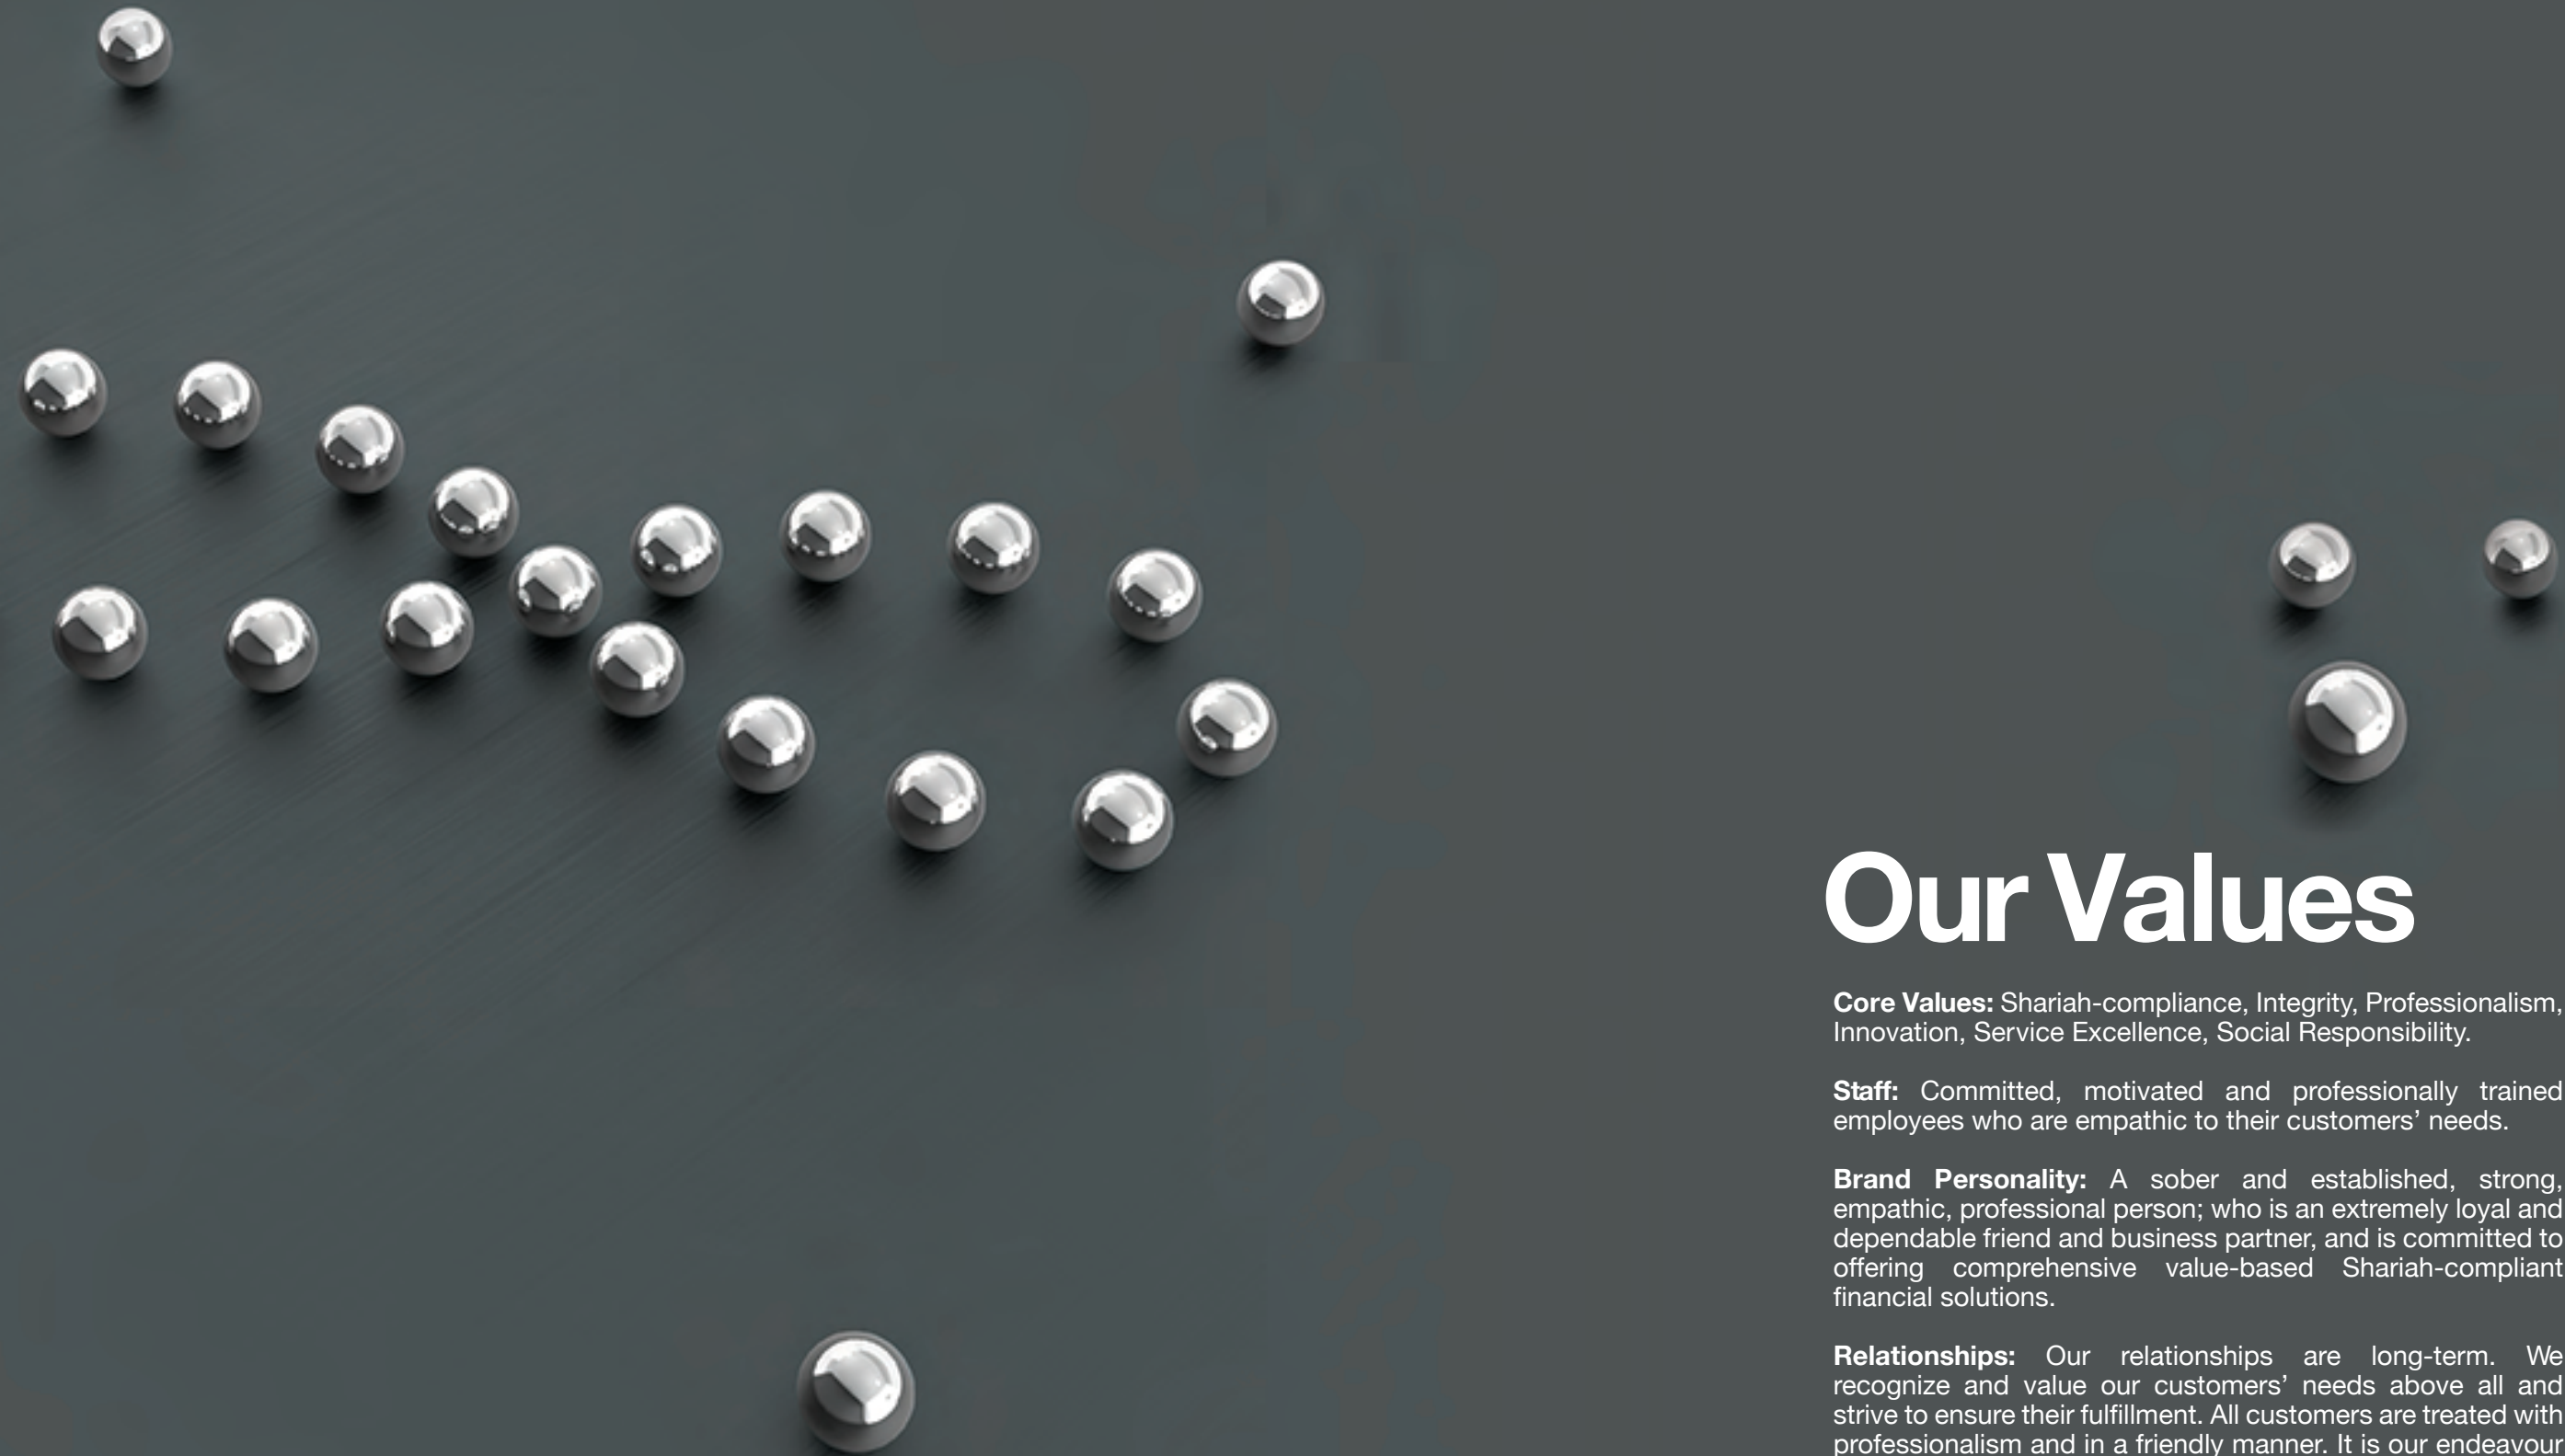 Our Values
Core Values: Shariah-compliance, Integrity, Professionalism,
Innovation, Service Excellence, Social Responsibility.
Staff: Committed, motivated and professionally trained
employees who are empathic to their customers’ needs.
Brand Personality: A sober and established, strong,
empathic, professional person; who is an extremely loyal and
dependable friend and business partner, and is committed to
offering comprehensive value-based Shariah-compliant
financial solutions.
Relationships: Our relationships are long-term. We
recognize and value our customers’ needs above all and
strive to ensure their fulfillment. All customers are treated with
professionalism and in a friendly manner. It is our endeavour